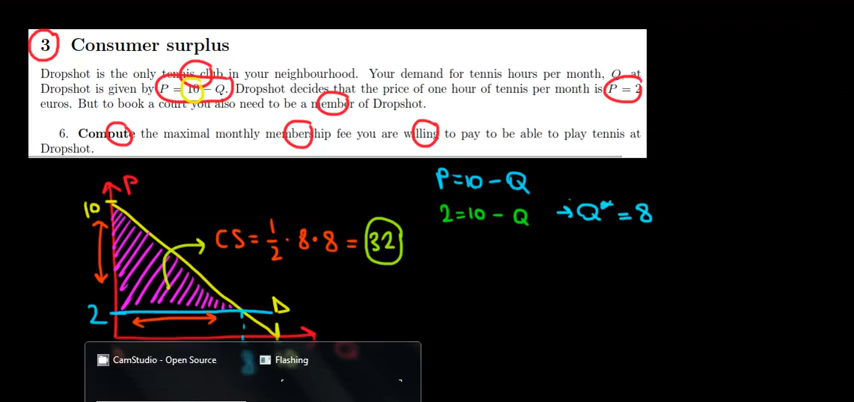 3 Consumer surplus
Dropshot is the only tennis club in your neighbourhood. Your demand for tennis hours per month, Q, at
Dropshot is given by P = 10 − Q. Dropshot decides that the price of one hour of tennis per month is P = 2
euros. But to book a court you also need to be a member of Dropshot.
6. Compute the maximal monthly membership fee you are willing to pay to be able to play tennis at
Dropshot.
P
10
P=10-Q
2=10-Q → Q* = 8
CS = 1/2 · 8 · 8 = 32
2
D
8
Q
CamStudio - Open Source
Flashing